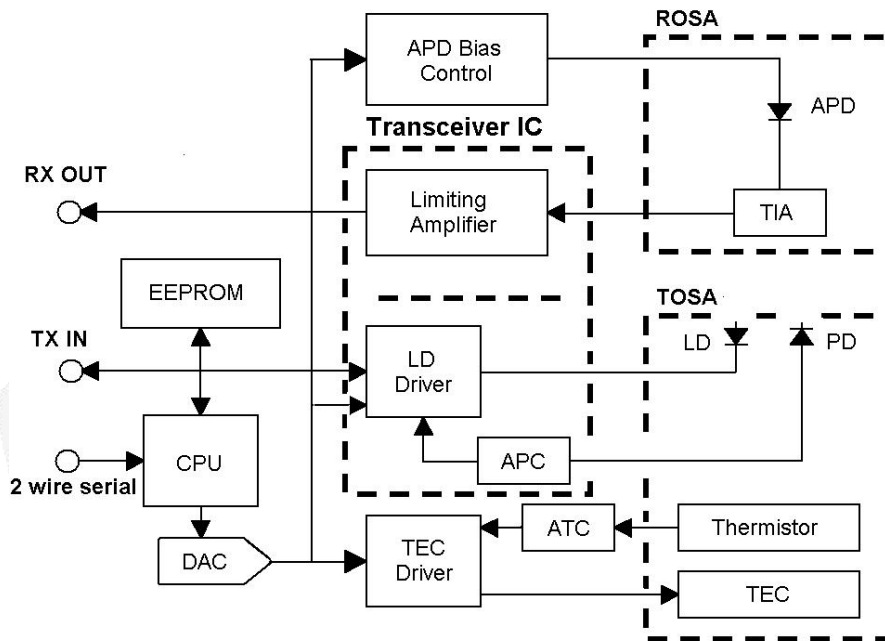 ROSA
APD Bias
Control
APD
Transceiver IC
RX OUT
Limiting
Amplifier
TIA
EEPROM
TOSA
TX IN
LD
Driver
LD
PD
CPU
APC
2 wire serial
DAC
TEC
Driver
ATC
Thermistor
TEC